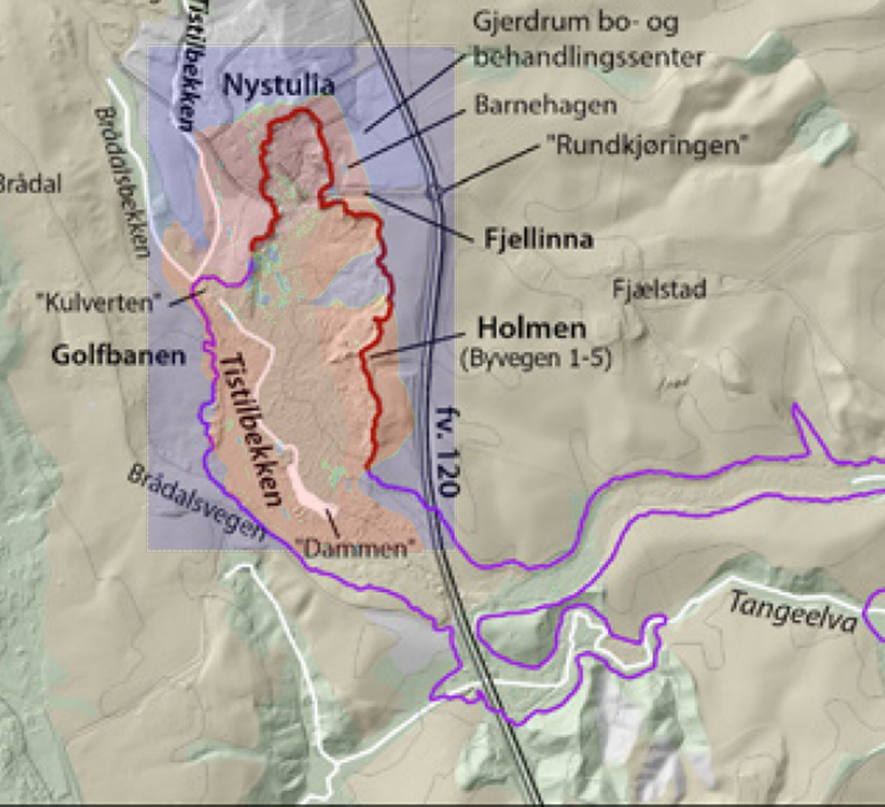 Tistilbekken
Gjerdrum bo- og
behandlingssenter
Nystulia
Barnehagen
Brådalsbekken
"Rundkjøringen"
Brådal
Fjellinna
"Kulverten"
Fjælstad
Golfbanen
Holmen
(Byvegen 1-5)
Tistilbekken
fv. 120
Brådalsvegen
"Dammen"
Tangeelva